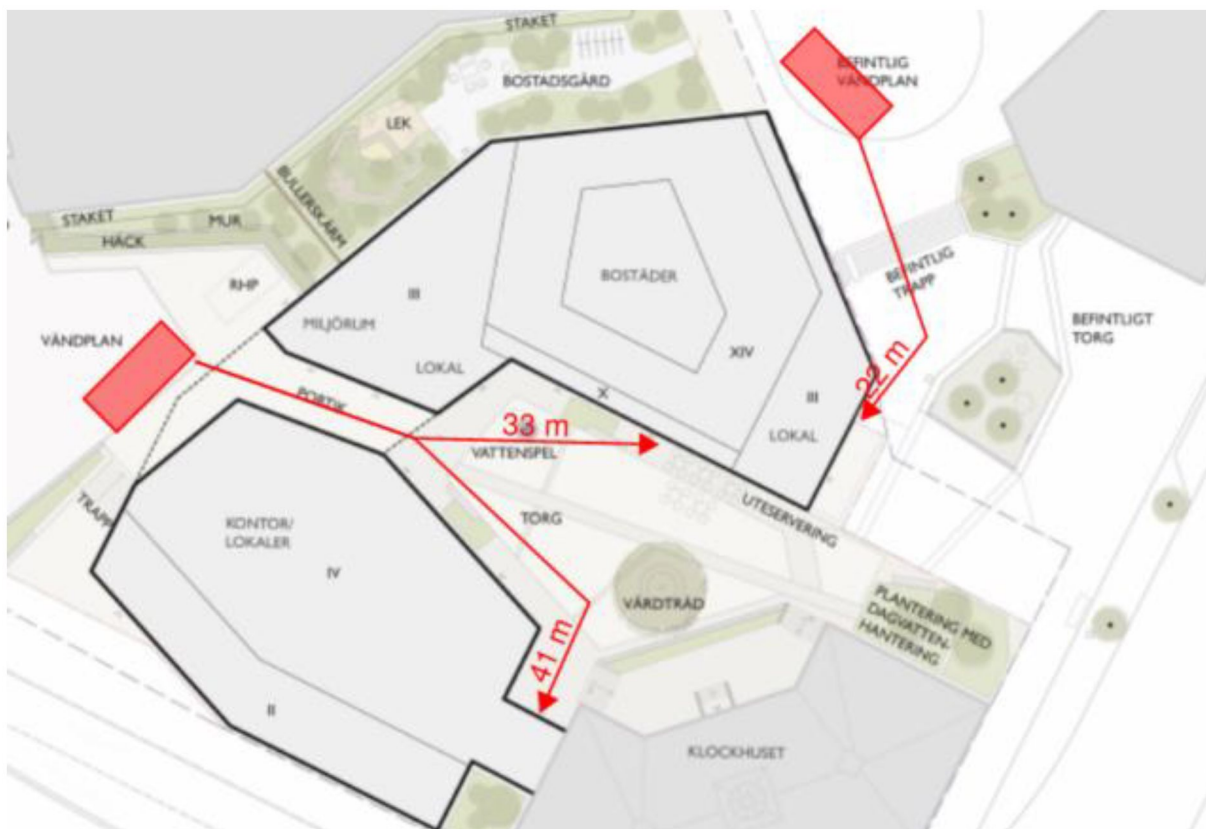 STAKET
BEFINTLIG
VÄNDPLAN
BOSTADSGÅRD
LEK
BULLERSKÄRM
STAKET
MUR
HÄCK
BEFINTLIG
TRAPP
BOSTÄDER
RHP
III
MILJÖRUM
BEFINTLIGT
TORG
VÄNDPLAN
XIV
LOKAL
22 m
PORTIK
X
III
33 m
LOKAL
VATTENSPEL
TRAPP
UTESERVERING
TORG
KONTOR/
LOKALER
IV
VÅRDTRÄD
PLANTERING MED
DAGVATTEN-
HANTERING
41 m
II
KLOCKHUSET